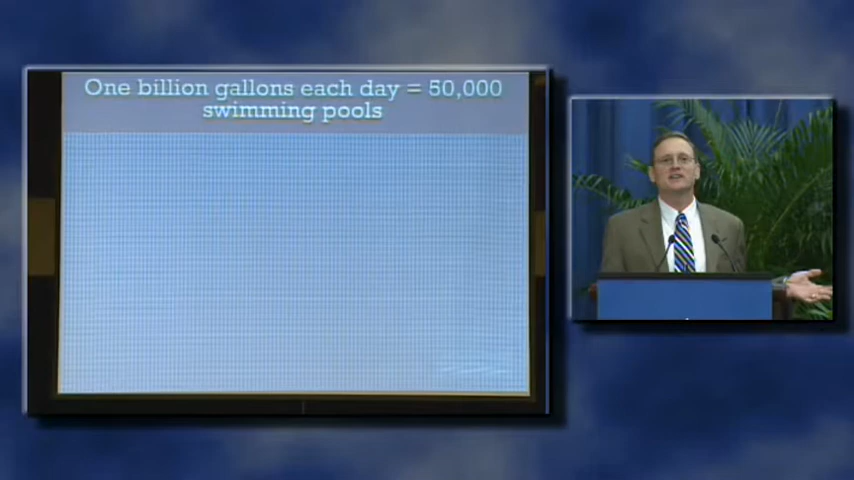 One billion gallons each day = 50,000
swimming pools